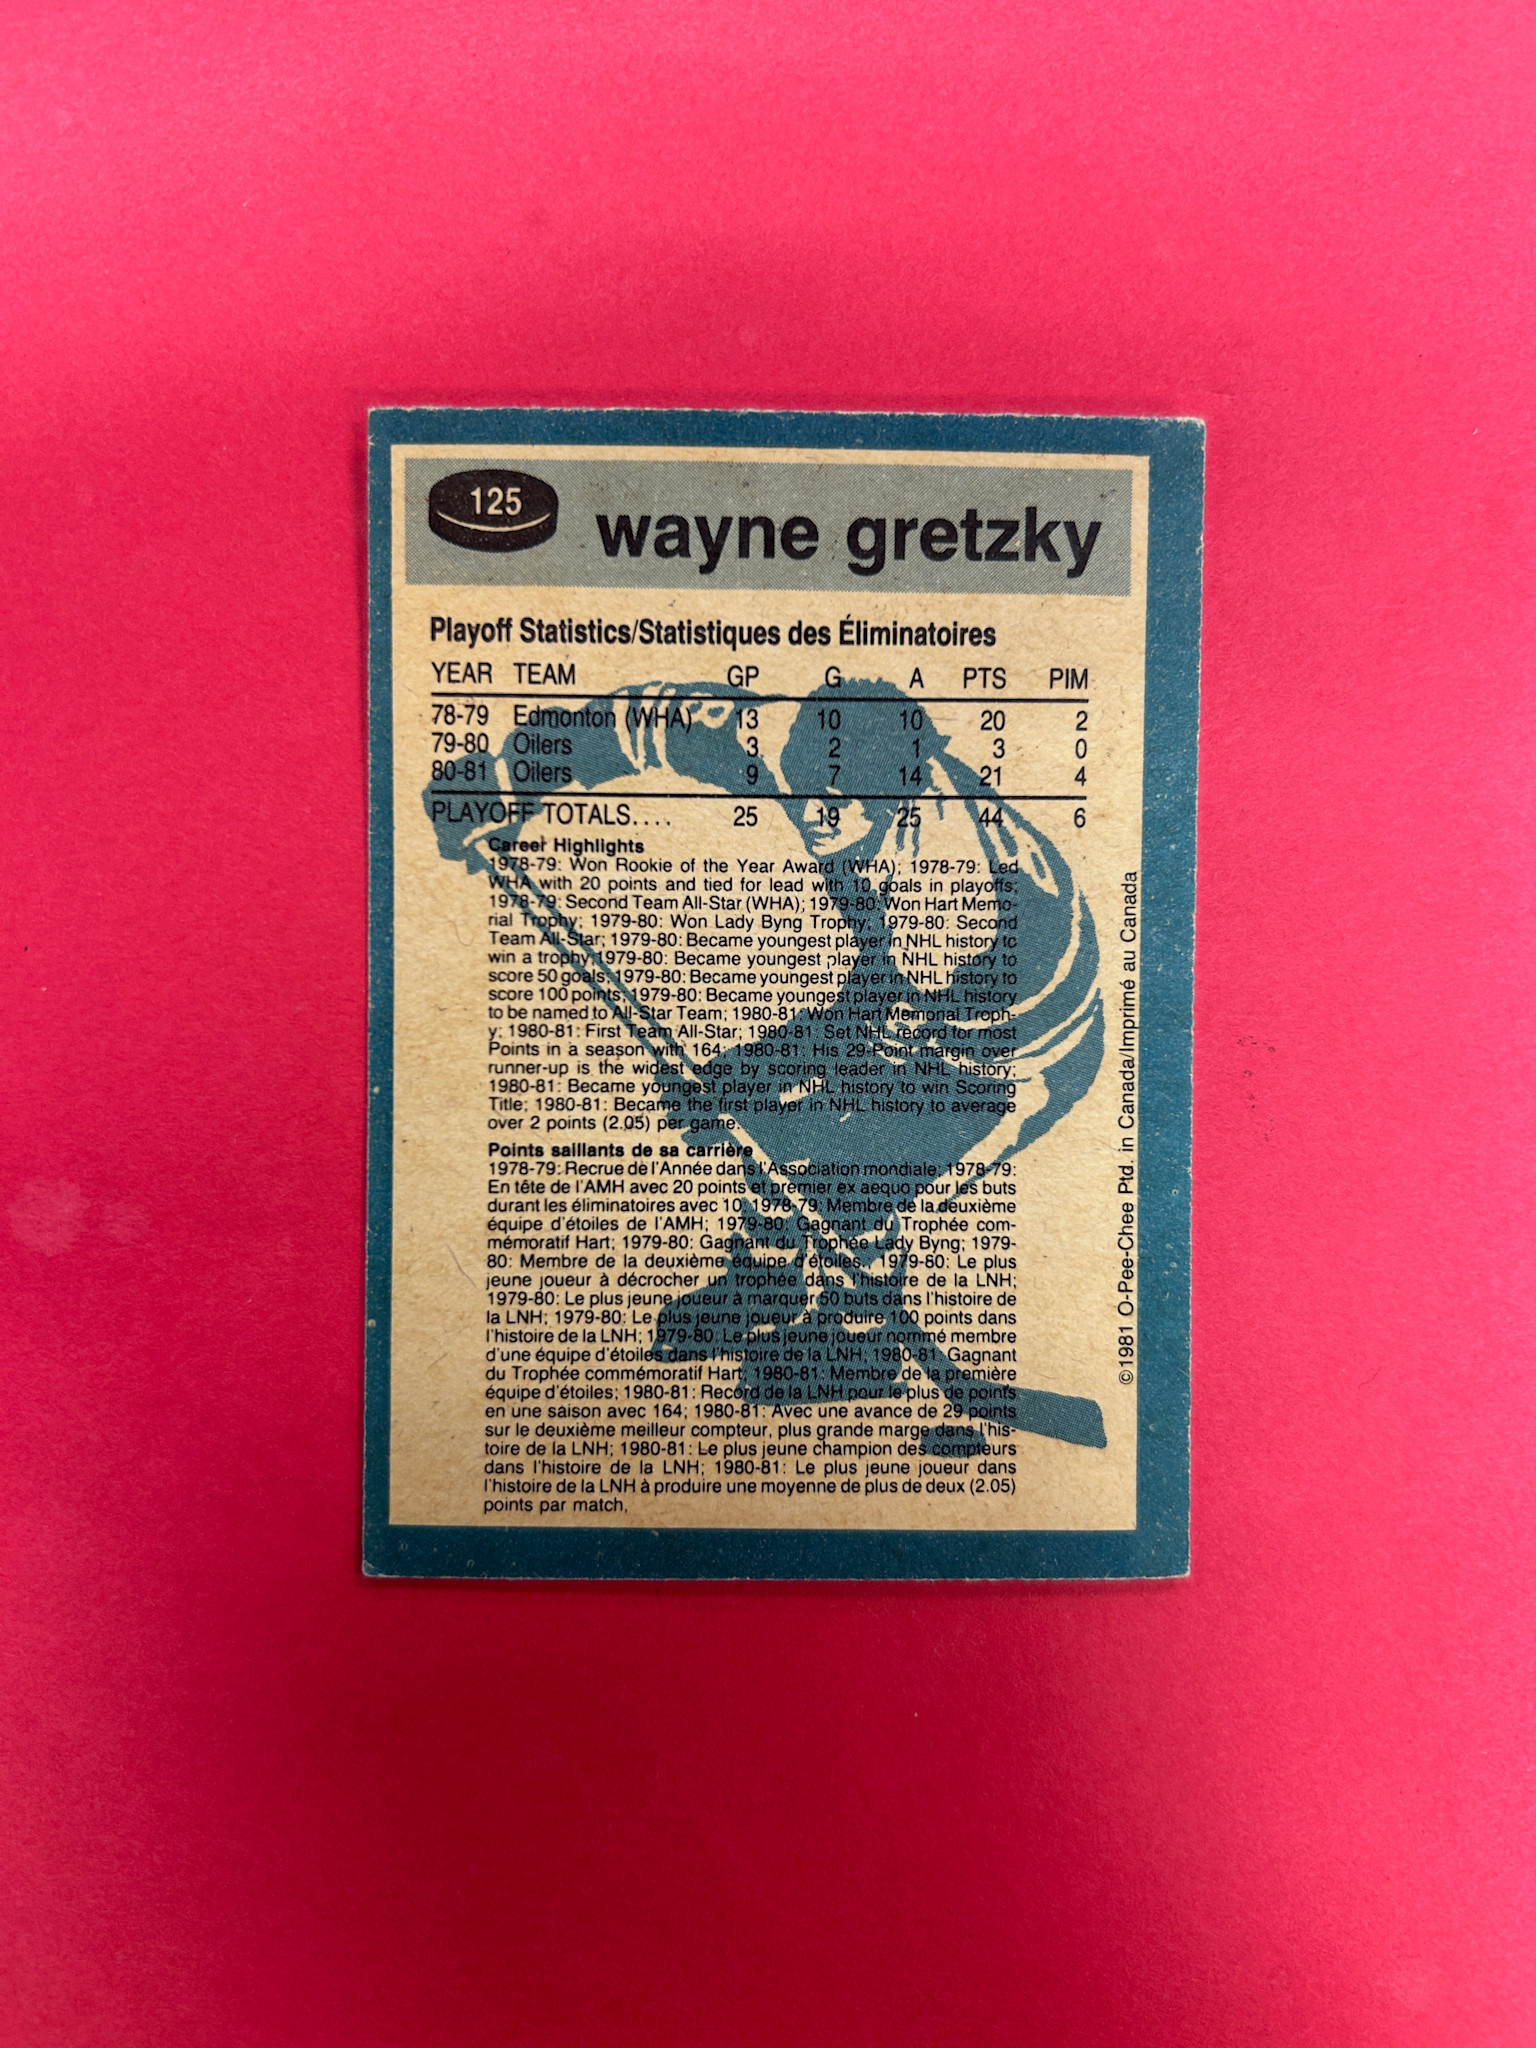 125
wayne gretzky
Playoff Statistics/Statistiques des Éliminatoires
YEAR TEAM GP G A PTS PIM
78-79 Edmonton (WHA) 13 10 10 20 2
79-80 Oilers 3 2 1 3 0
80-81 Oilers 9 7 14 21 4
PLAYOFF TOTALS.... 25 19 25 44 6
Career Highlights
1978-79: Won Rookie of the Year Award (WHA); 1978-79: Led
WHA with 20 points and tied for lead with 10 goals in playoffs;
1978-79: Second Team All-Star (WHA); 1979-80: Won Hart Memo-
rial Trophy; 1979-80: Won Lady Byng Trophy; 1979-80: Second
Team All-Star; 1979-80: Became youngest player in NHL history to
win a trophy; 1979-80: Became youngest player in NHL history to
score 50 goals; 1979-80: Became youngest player in NHL history to
score 100 points; 1979-80: Became youngest player in NHL history
to be named to All-Star Team; 1980-81: Won Hart Memorial Troph-
y; 1980-81: First Team All-Star; 1980-81: Set NHL record for most
Points in a season with 164; 1980-81: His 29-Point margin over
runner-up is the widest edge by scoring leader in NHL history;
1980-81: Became youngest player in NHL history to win Scoring
Title; 1980-81: Became the first player in NHL history to average
over 2 points (2.05) per game.
Points saillants de sa carrière
1978-79: Recrue de l'Année dans l'Association mondiale; 1978-79:
En tête de l'AMH avec 20 points et premier ex aequo pour les buts
durant les éliminatoires avec 10; 1978-79: Membre de la deuxième
équipe d'étoiles de l'AMH; 1979-80: Gagnant du Trophée com-
mémoratif Hart; 1979-80: Gagnant du Trophée Lady Byng; 1979-
80: Membre de la deuxième équipe d'étoiles., 1979-80: Le plus
jeune joueur à décrocher un trophée dans l'histoire de la LNH;
1979-80: Le plus jeune joueur à marquer 50 buts dans l'histoire de
la LNH; 1979-80: Le plus jeune joueur à produire 100 points dans
l'histoire de la LNH; 1979-80: Le plus jeune joueur nommé membre
d'une équipe d'étoiles dans l'histoire de la LNH; 1980-81: Gagnant
du Trophée commémoratif Hart; 1980-81: Membre de la première
équipe d'étoiles; 1980-81: Record de la LNH pour le plus de points
en une saison avec 164; 1980-81: Avec une avance de 29 points
sur le deuxième meilleur compteur, plus grande marge dans l'his-
toire de la LNH; 1980-81: Le plus jeune champion des compteurs
dans l'histoire de la LNH; 1980-81: Le plus jeune joueur dans
l'histoire de la LNH à produire une moyenne de plus de deux (2.05)
points par match,
©1981 O-Pee-Chee Ptd. in Canada/Imprimé au Canada